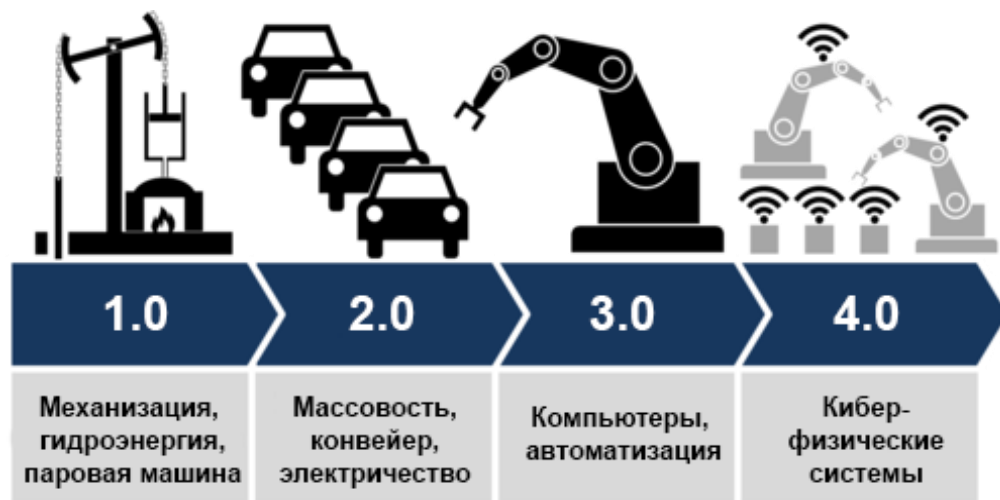 1.0
2.0
3.0
4.0
Механизация,
гидроэнергия,
паровая машина
Массовость,
конвейер,
электричество
Компьютеры,
автоматизация
Кибер-
физические
системы